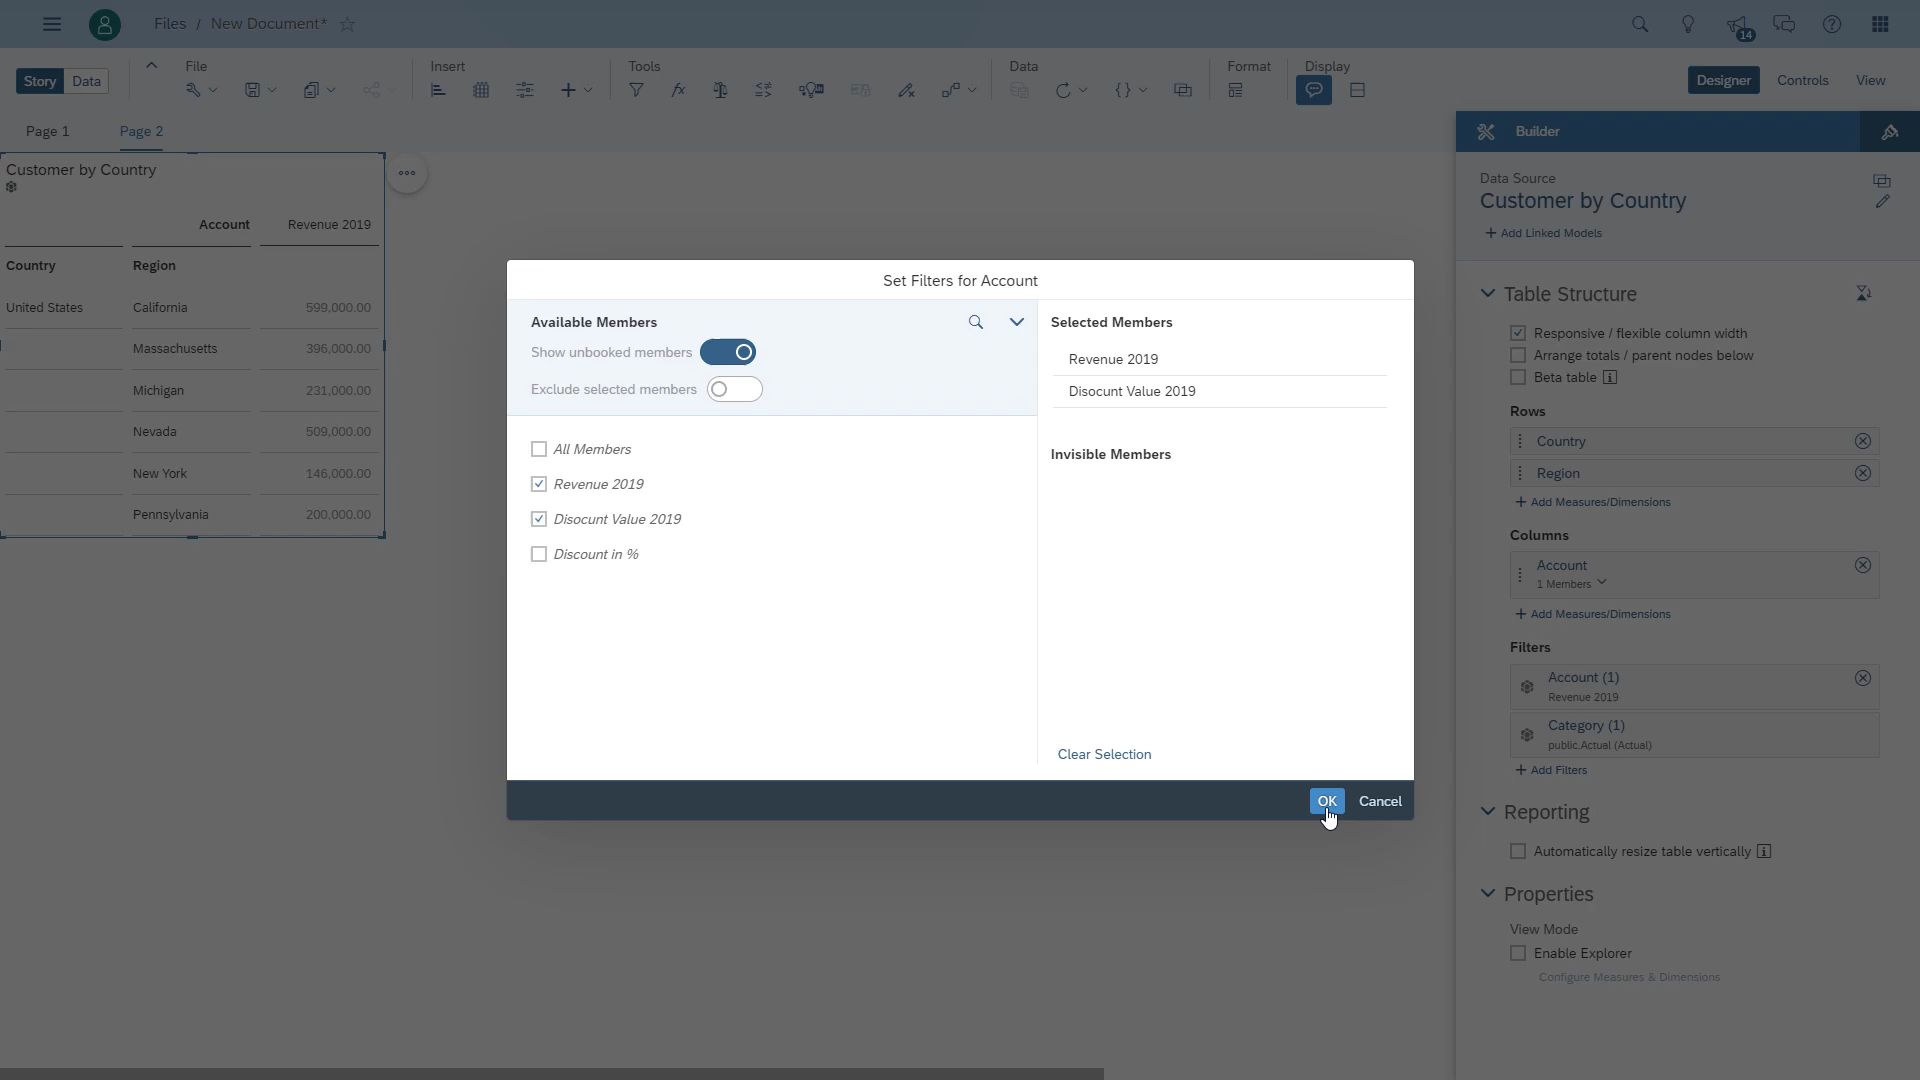 Files / New Document*
14
Story Data
File
Insert
Tools
Data
Format
Display
Designer Controls View
Page 1 Page 2
Customer by Country
Account Revenue 2019
Country Region
United States California 599,000.00
Massachusetts 396,000.00
Michigan 231,000.00
Nevada 509,000.00
New York 146,000.00
Pennsylvania 200,000.00
Set Filters for Account
Available Members
Show unbooked members
Exclude selected members
All Members
Revenue 2019
Disocunt Value 2019
Discount in %
Selected Members
Revenue 2019
Disocunt Value 2019
Invisible Members
Clear Selection
OK Cancel
Builder
Data Source
Customer by Country
+ Add Linked Models
Table Structure
Responsive / flexible column width
Arrange totals / parent nodes below
Beta table
Rows
Country
Region
+ Add Measures/Dimensions
Columns
Account
1 Members
+ Add Measures/Dimensions
Filters
Account (1)
Revenue 2019
Category (1)
public.Actual (Actual)
+ Add Filters
Reporting
Automatically resize table vertically
Properties
View Mode
Enable Explorer
Configure Measures & Dimensions